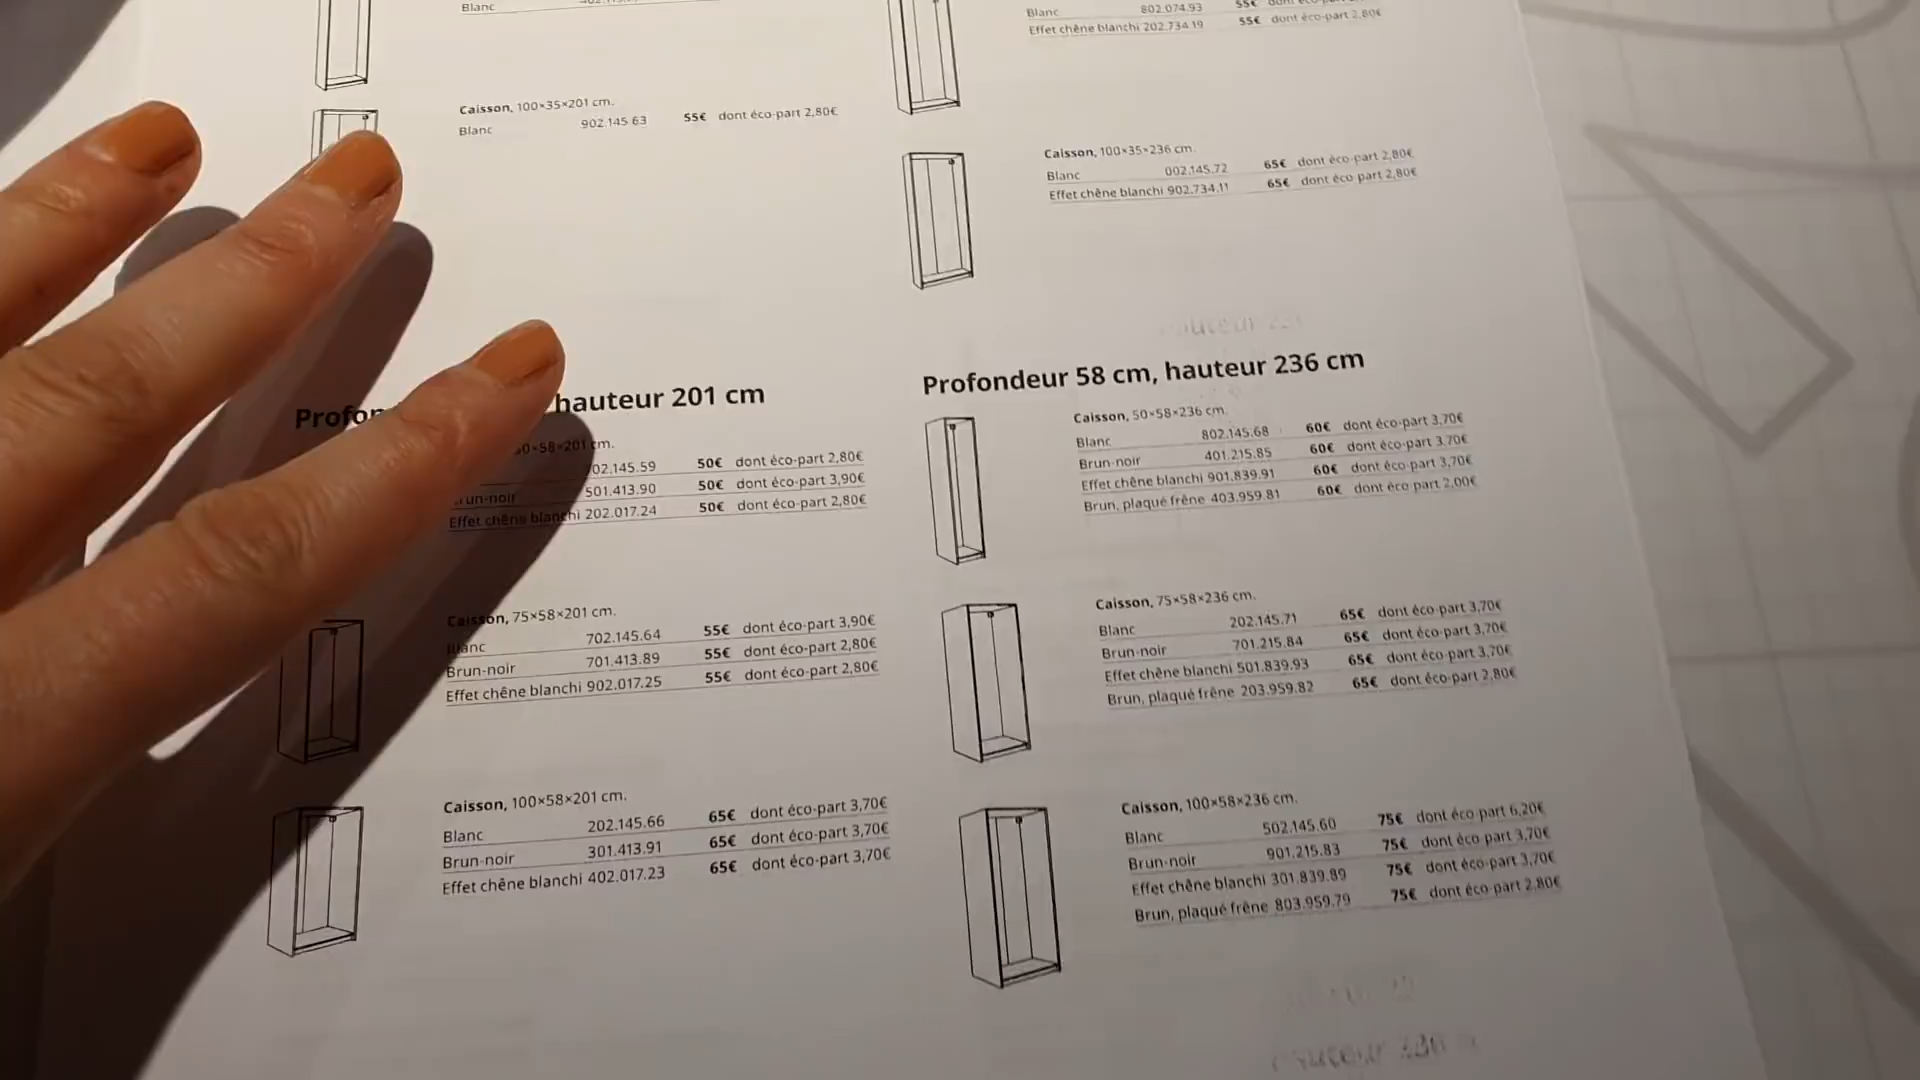 Blanc
Caisson, 100×35×201 cm.
Blanc 902.145.63 55€ dont éco-part 2,80€
hauteur 201 cm
58×201 cm.
02.145.59 50€ dont éco-part 2,80€
501.413.90 50€ dont éco-part 3,90€
Effet chêne blanchi 202.017.24 50€ dont éco-part 2,80€
Caisson, 75×58×201 cm.
Blanc 702.145.64 55€ dont éco-part 3,90€
Brun-noir 701.413.89 55€ dont éco-part 2,80€
Effet chêne blanchi 902.017.25 55€ dont éco-part 2,80€
Caisson, 100×58×201 cm.
Blanc 202.145.66 65€ dont éco-part 3,70€
Brun-noir 301.413.91 65€ dont éco-part 3,70€
Effet chêne blanchi 402.017.23 65€ dont éco-part 3,70€
Blanc 802.074.93 55€
Effet chêne blanchi 202.734.19 55€ dont éco-part 2,80€
Caisson, 100×35×236 cm.
Blanc 002.145.72 65€ dont éco-part 2,80€
Effet chêne blanchi 902.734.11 65€ dont éco-part 2,80€
Profondeur 58 cm, hauteur 236 cm
Caisson, 50×58×236 cm.
Blanc 802.145.68 60€ dont éco-part 3,70€
Brun-noir 401.215.85 60€ dont éco-part 3,70€
Effet chêne blanchi 901.839.91 60€ dont éco-part 3,70€
Brun, plaqué frêne 403.959.81 60€ dont éco-part 2,00€
Caisson, 75×58×236 cm.
Blanc 202.145.71 65€ dont éco-part 3,70€
Brun-noir 701.215.84 65€ dont éco-part 3,70€
Effet chêne blanchi 501.839.93 65€ dont éco-part 3,70€
Brun, plaqué frêne 203.959.82 65€ dont éco-part 2,80€
Caisson, 100×58×236 cm.
Blanc 502.145.60 75€ dont éco-part 6,20€
Brun-noir 901.215.83 75€ dont éco-part 3,70€
Effet chêne blanchi 301.839.89 75€ dont éco-part 3,70€
Brun, plaqué frêne 803.959.79 75€ dont éco-part 2,80€